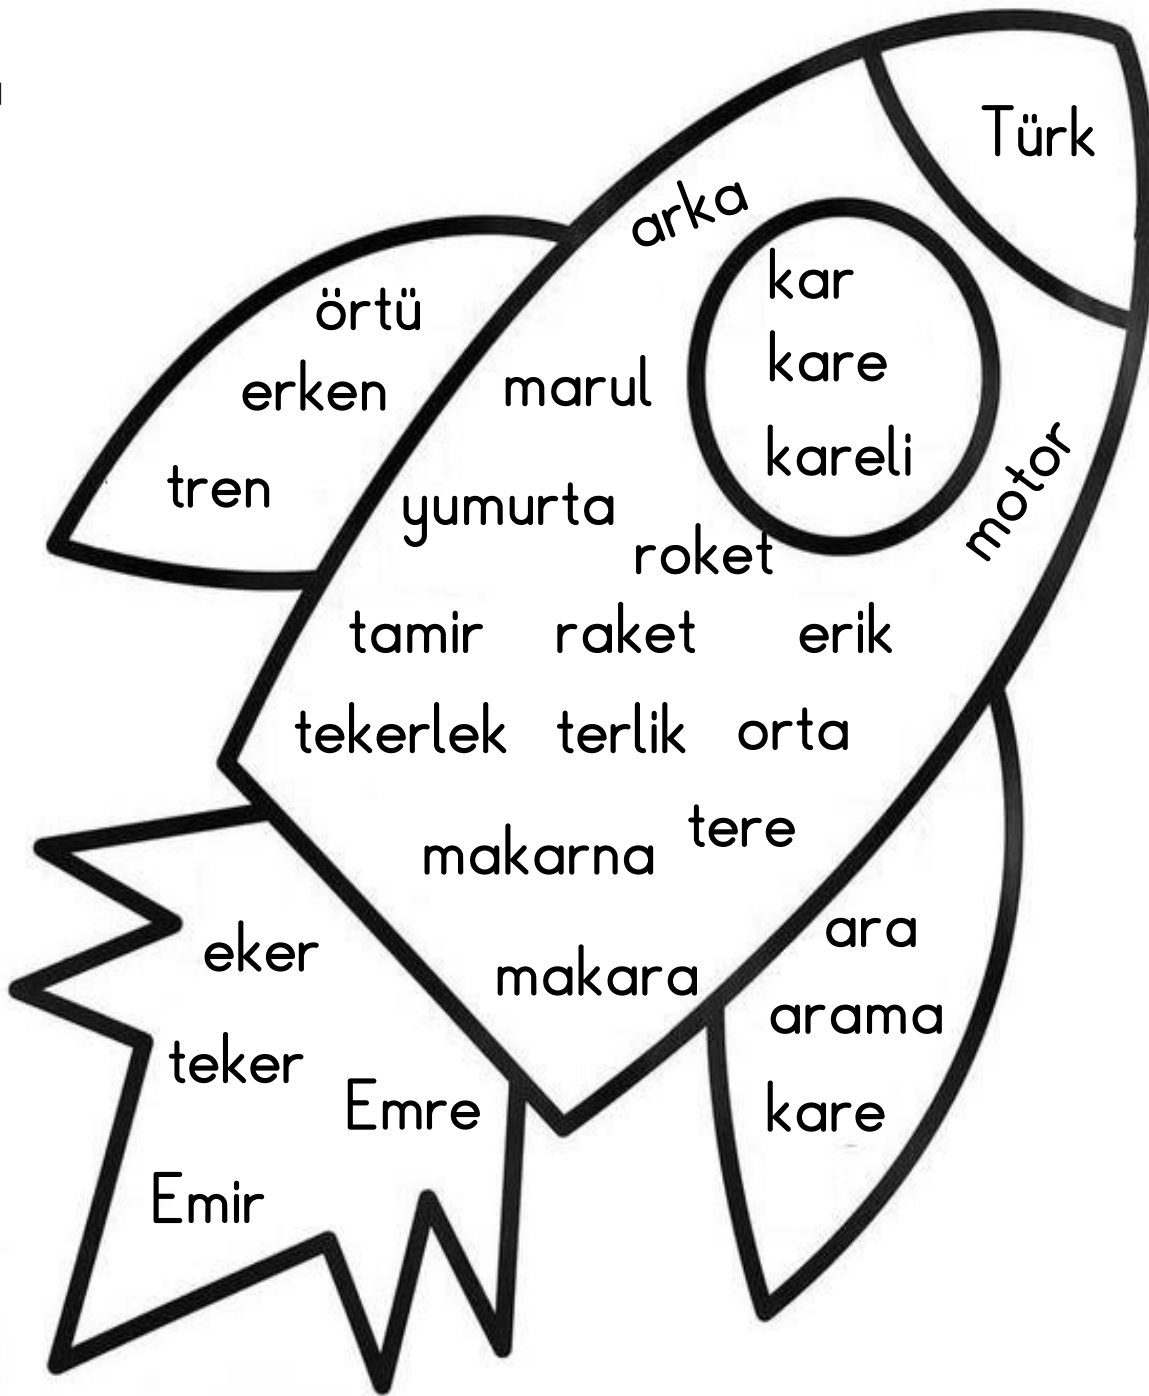 Türk
arka
kar
kare
kareli
örtü
erken
tren
marul
motor
yumurta
roket
tamir raket erik
tekerlek terlik orta
tere
makarna
makara
ara
arama
kare
eker
teker
Emre
Emir